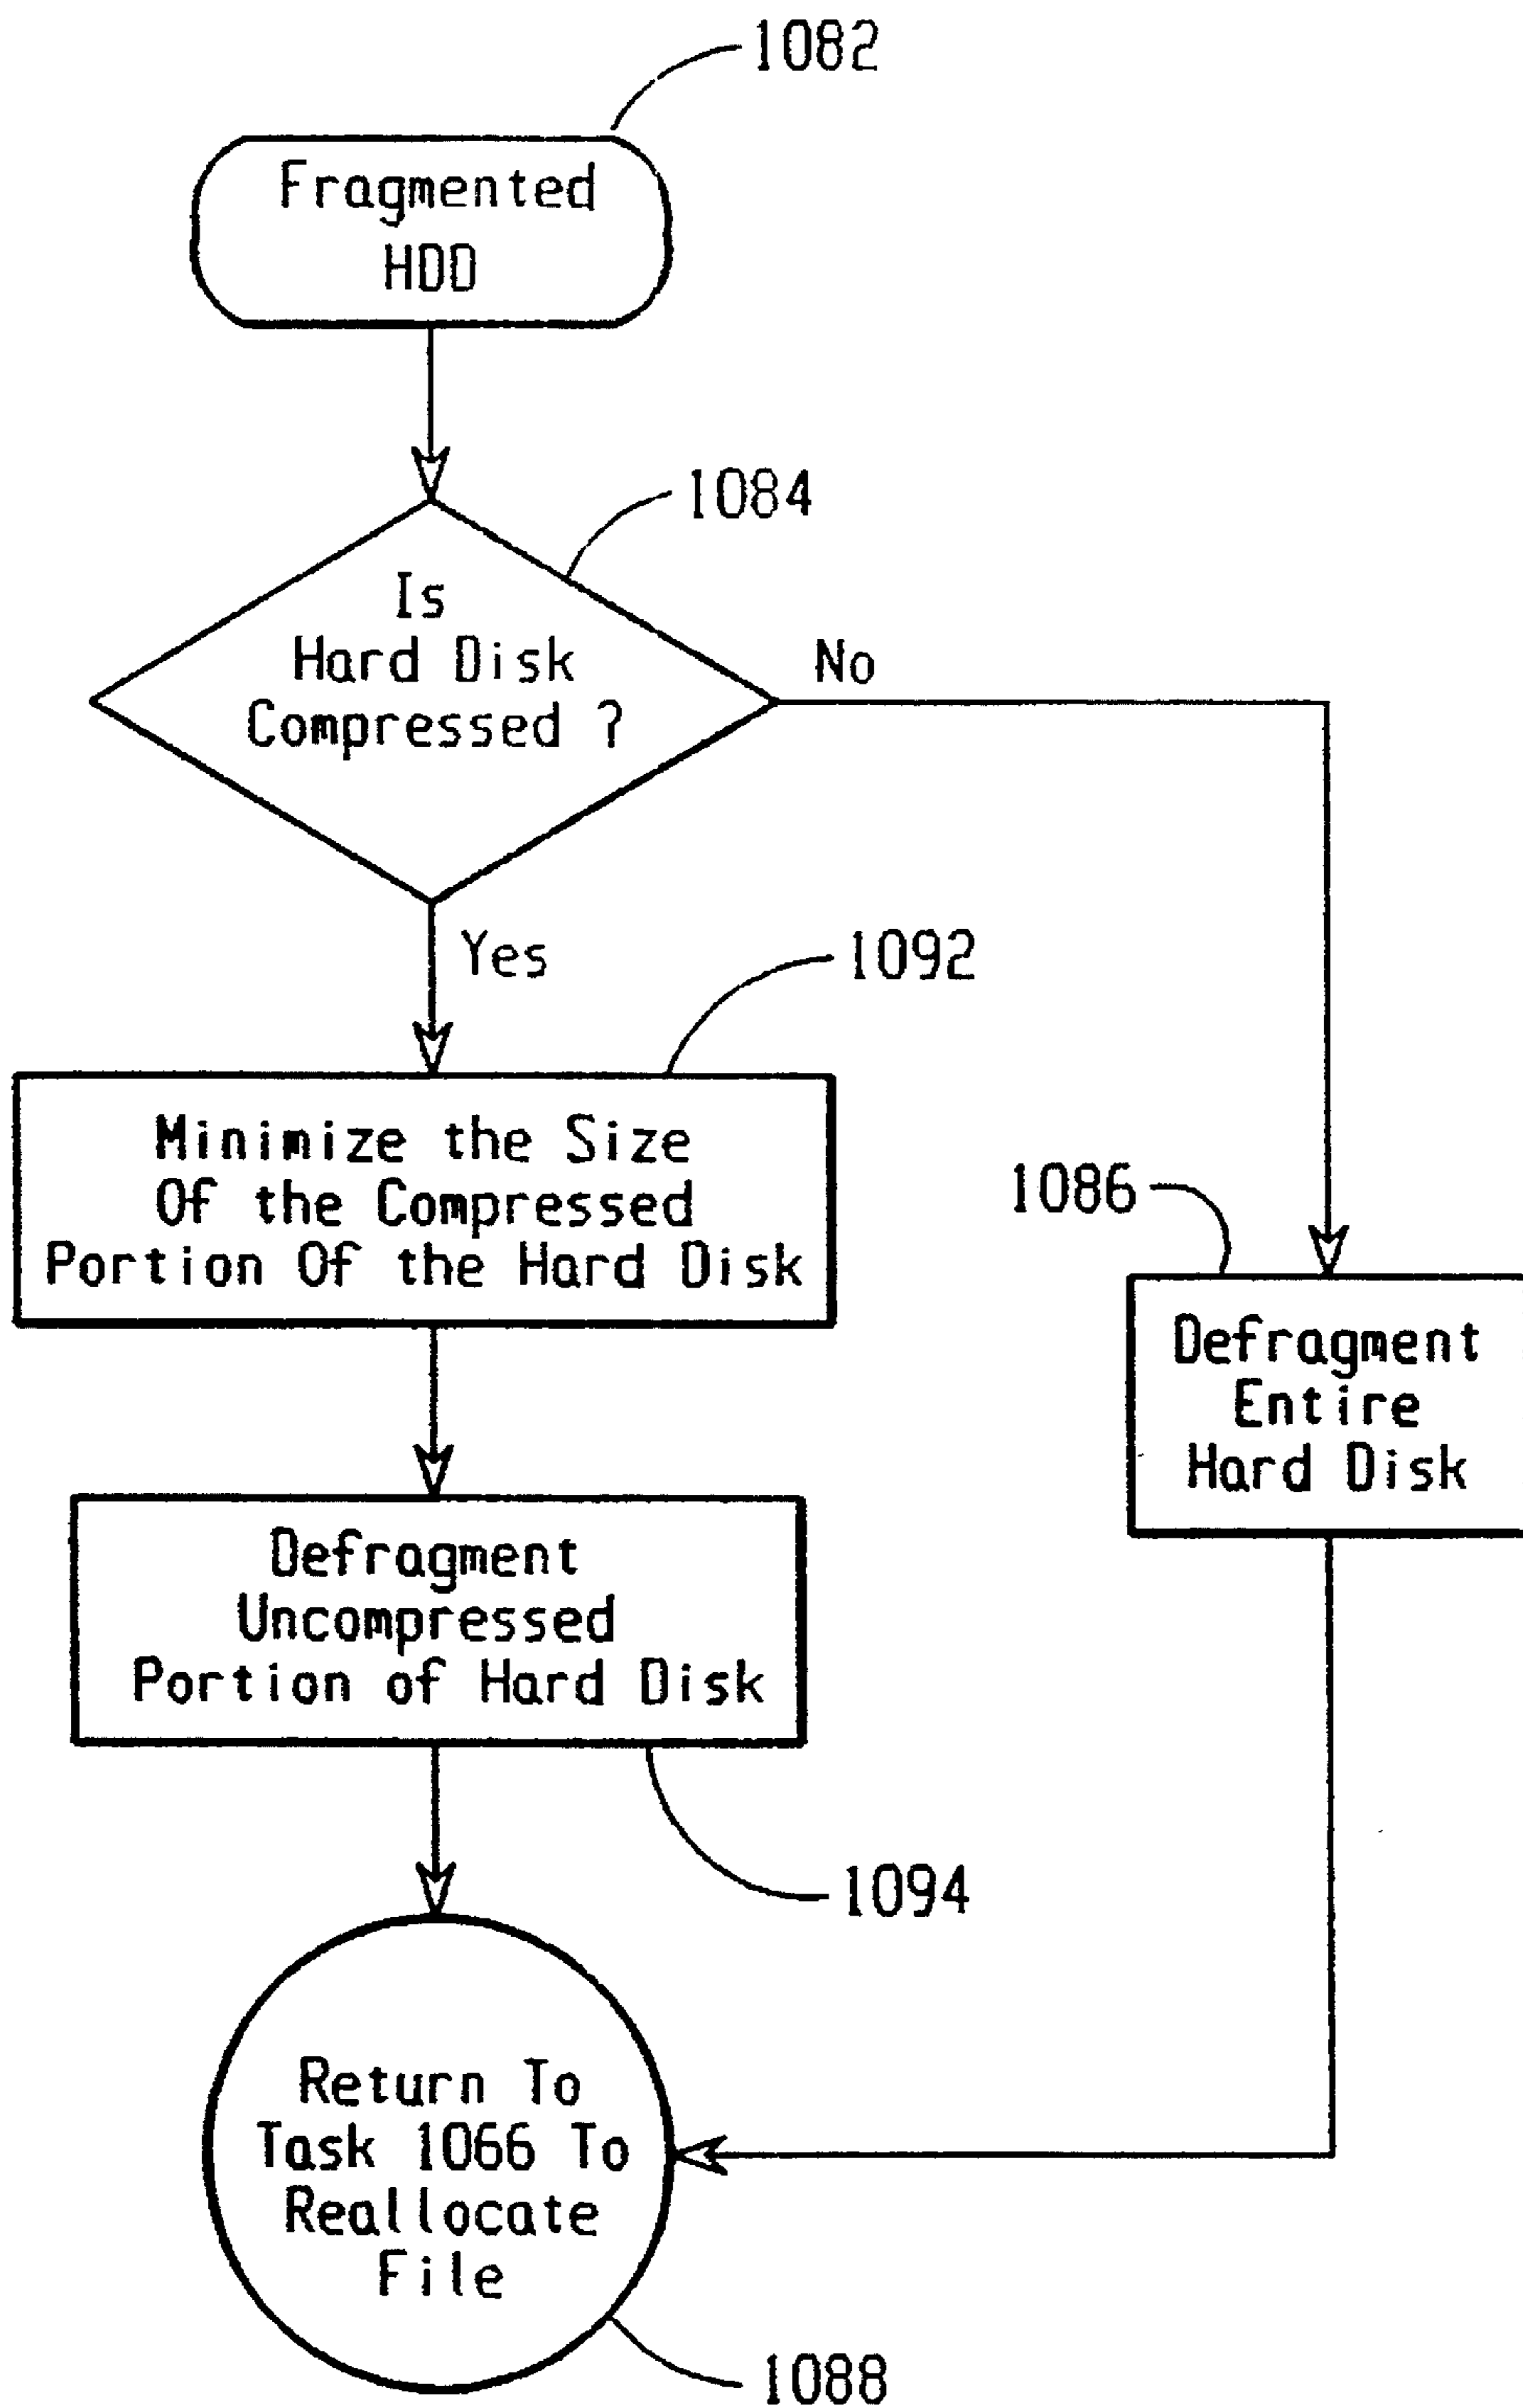 1082
Fragmented
HDD
1084
Is
Hard Disk
Compressed ?
No
Yes
1092
Minimize the Size
Of the Compressed
Portion Of the Hard Disk
1086
Defragment
Entire
Hard Disk
Defragment
Uncompressed
Portion of Hard Disk
1094
Return To
Task 1066 To
Reallocate
File
1088